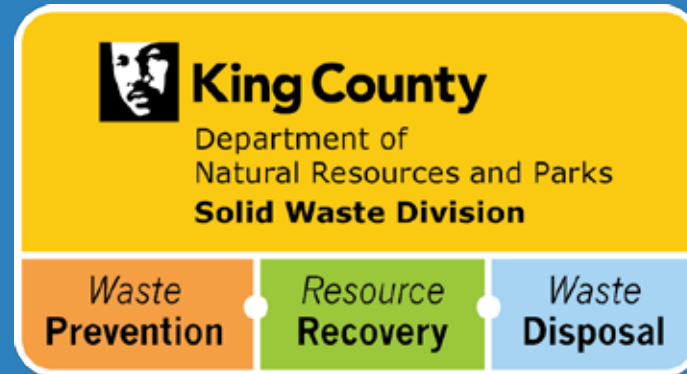 King County
Department of
Natural Resources and Parks
Solid Waste Division
Waste
Prevention
Resource
Recovery
Waste
Disposal